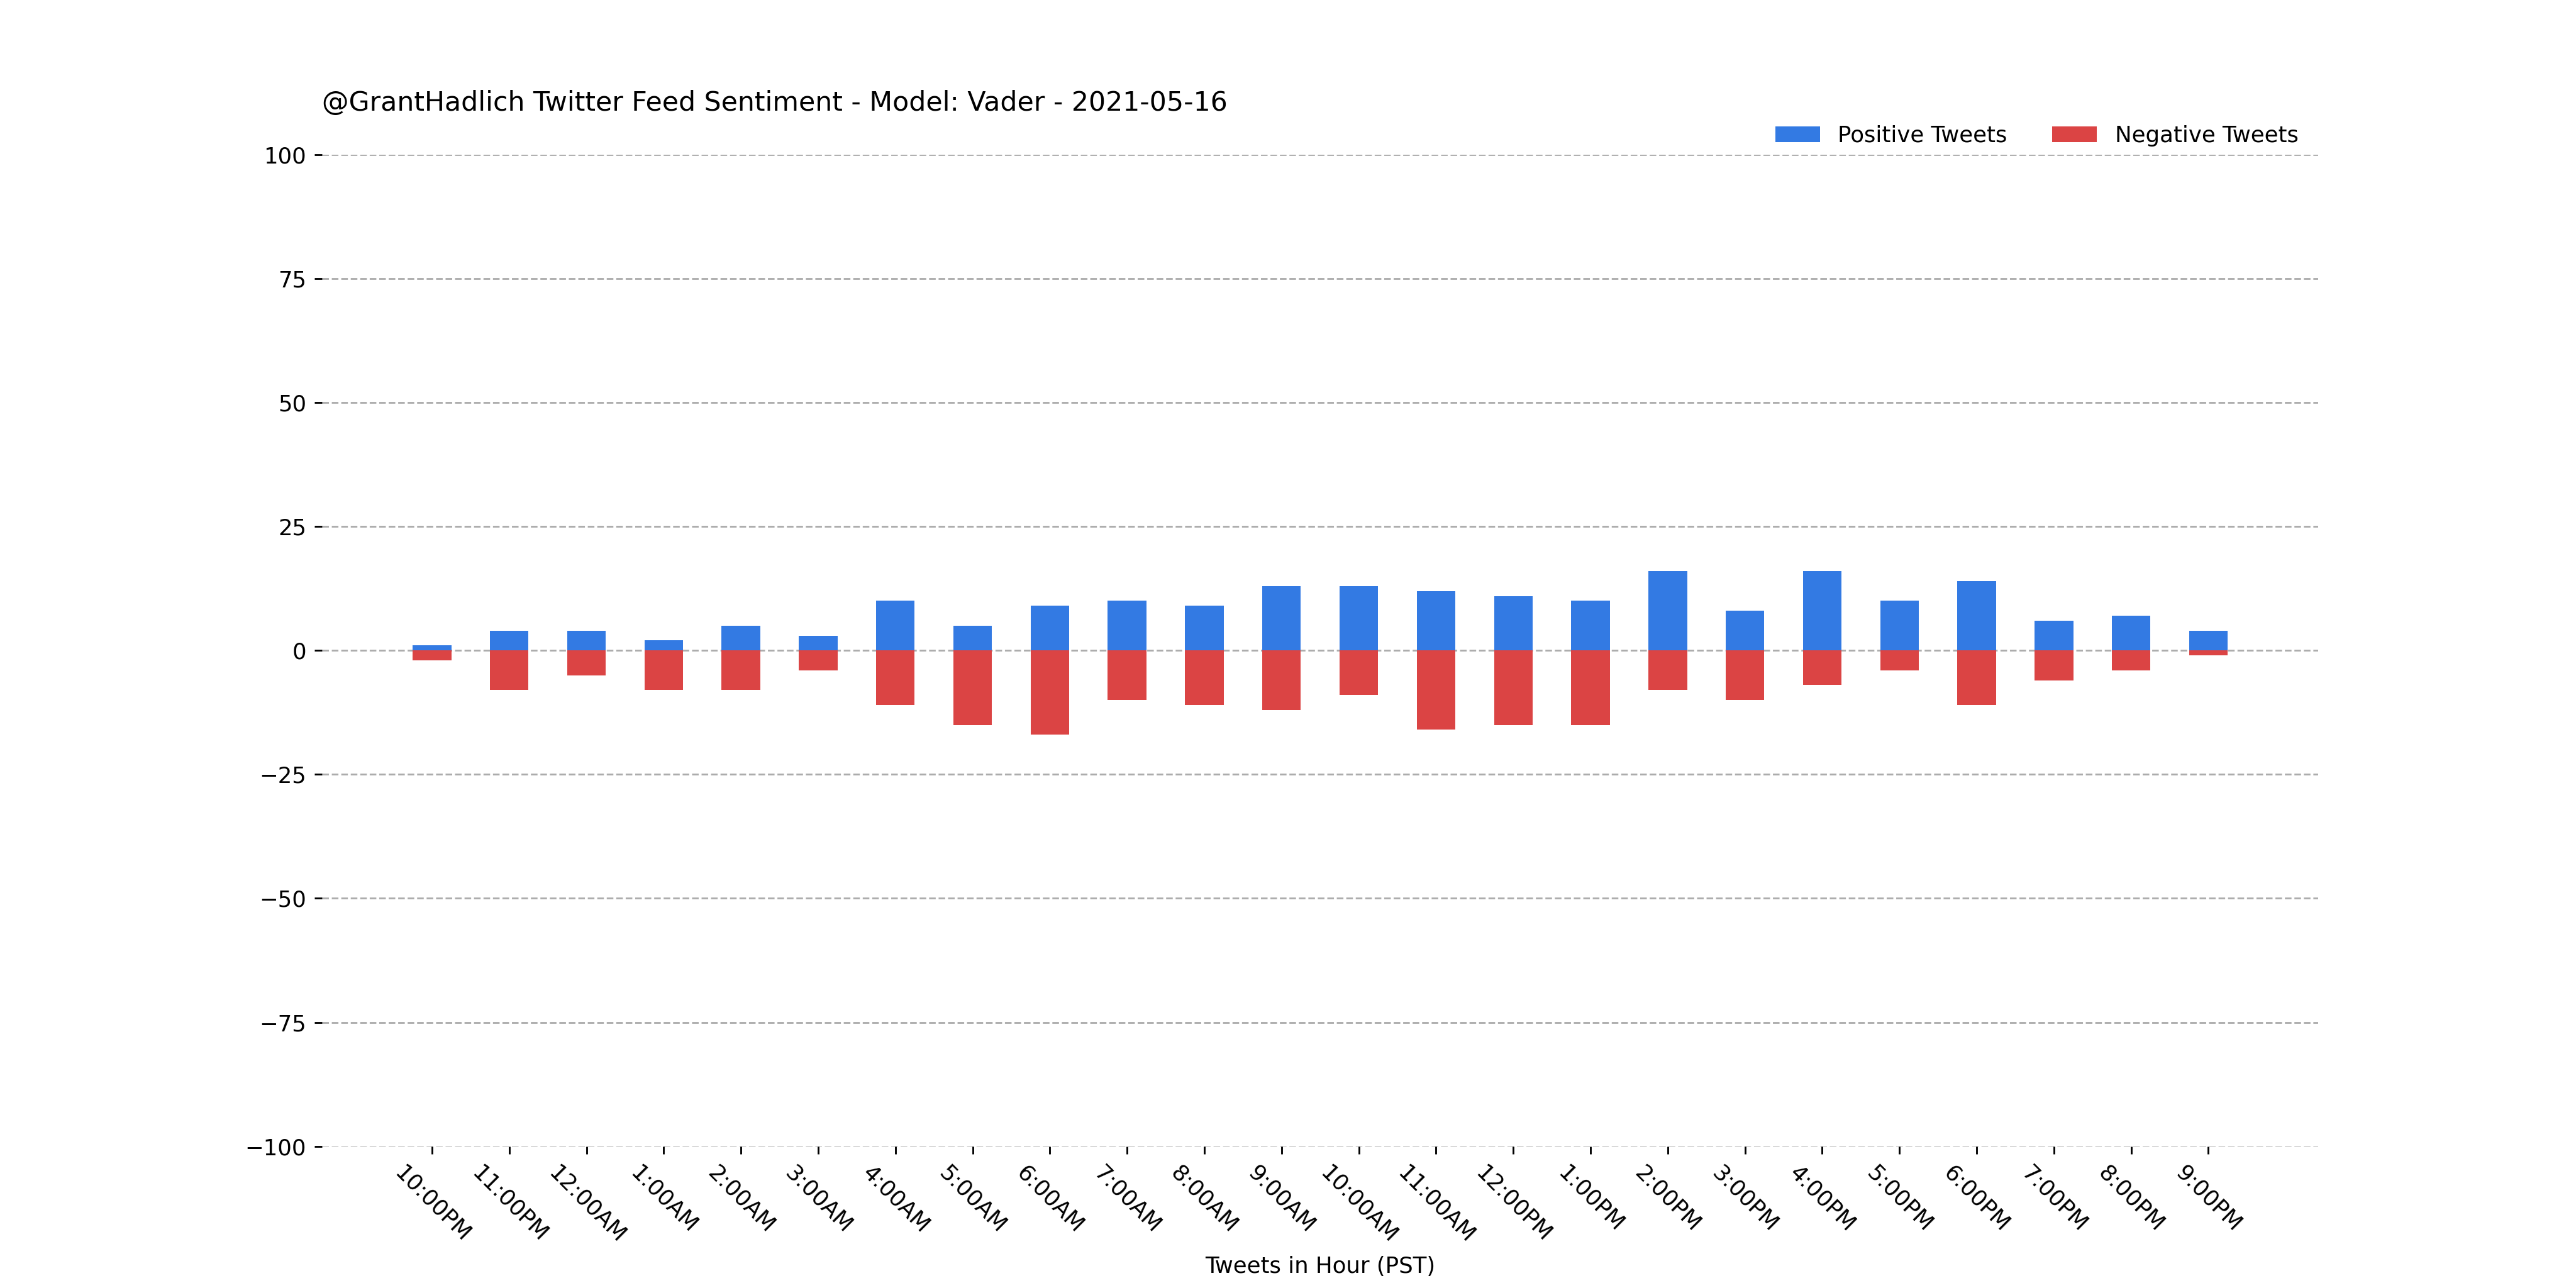 @GrantHadlich Twitter Feed Sentiment - Model: Vader - 2021-05-16
Positive Tweets
Negative Tweets
100
75
50
25
0
−25
−50
−75
−100
10:00PM
11:00PM
12:00AM
1:00AM
2:00AM
3:00AM
4:00AM
5:00AM
6:00AM
7:00AM
8:00AM
9:00AM
10:00AM
11:00AM
12:00PM
1:00PM
2:00PM
3:00PM
4:00PM
5:00PM
6:00PM
7:00PM
8:00PM
9:00PM
Tweets in Hour (PST)